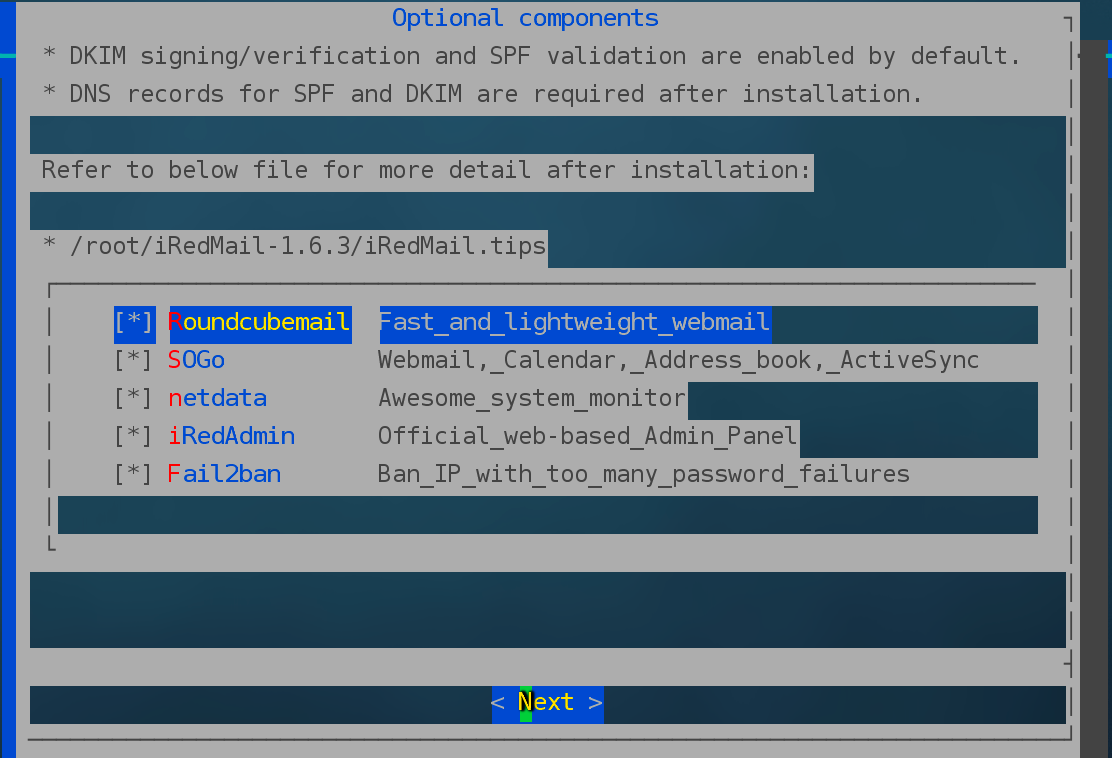 Optional components
* DKIM signing/verification and SPF validation are enabled by default.
* DNS records for SPF and DKIM are required after installation.
Refer to below file for more detail after installation:
* /root/iRedMail-1.6.3/iRedMail.tips
[*] Roundcubemail Fast_and_lightweight_webmail
[*] SOGo Webmail,_Calendar,_Address_book,_ActiveSync
[*] netdata Awesome_system_monitor
[*] iRedAdmin Official_web-based_Admin_Panel
[*] Fail2ban Ban_IP_with_too_many_password_failures
< Next >